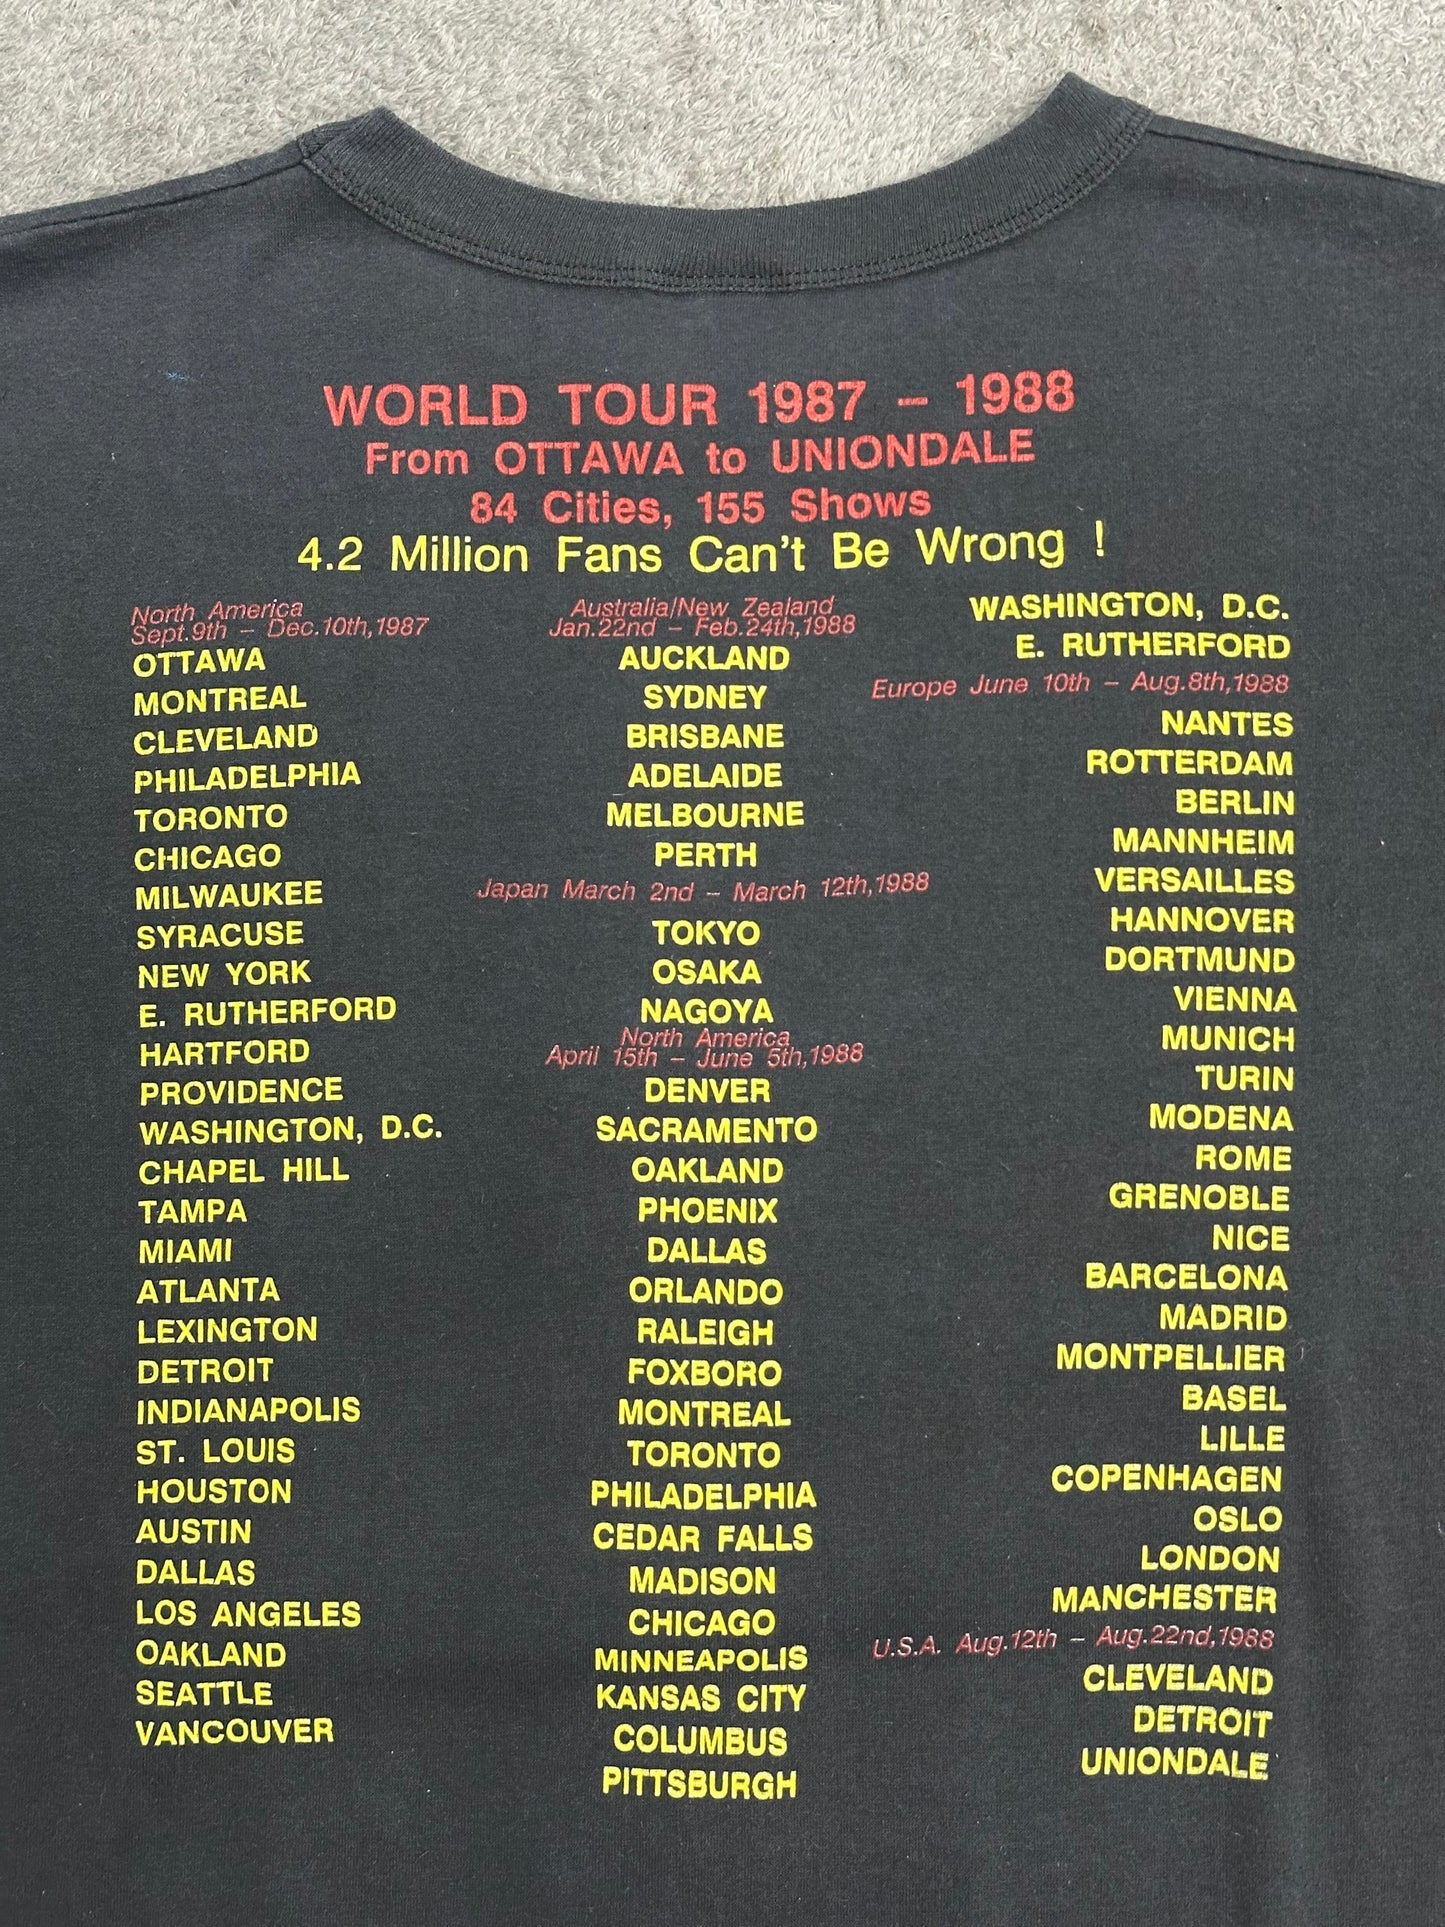 WORLD TOUR 1987 – 1988
From OTTAWA to UNIONDALE
84 Cities, 155 Shows
4.2 Million Fans Can't Be Wrong !
North America
Sept.9th – Dec.10th,1987
OTTAWA
MONTREAL
CLEVELAND
PHILADELPHIA
TORONTO
CHICAGO
MILWAUKEE
SYRACUSE
NEW YORK
E. RUTHERFORD
HARTFORD
PROVIDENCE
WASHINGTON, D.C.
CHAPEL HILL
TAMPA
MIAMI
ATLANTA
LEXINGTON
DETROIT
INDIANAPOLIS
ST. LOUIS
HOUSTON
AUSTIN
DALLAS
LOS ANGELES
OAKLAND
SEATTLE
VANCOUVER
Australia/New Zealand
Jan.22nd – Feb.24th,1988
AUCKLAND
SYDNEY
BRISBANE
ADELAIDE
MELBOURNE
PERTH
Japan March 2nd – March 12th,1988
TOKYO
OSAKA
NAGOYA
North America
April 15th – June 5th,1988
DENVER
SACRAMENTO
OAKLAND
PHOENIX
DALLAS
ORLANDO
RALEIGH
FOXBORO
MONTREAL
TORONTO
PHILADELPHIA
CEDAR FALLS
MADISON
CHICAGO
MINNEAPOLIS
KANSAS CITY
COLUMBUS
PITTSBURGH
WASHINGTON, D.C.
E. RUTHERFORD
Europe June 10th – Aug.8th,1988
NANTES
ROTTERDAM
BERLIN
MANNHEIM
VERSAILLES
HANNOVER
DORTMUND
VIENNA
MUNICH
TURIN
MODENA
ROME
GRENOBLE
NICE
BARCELONA
MADRID
MONTPELLIER
BASEL
LILLE
COPENHAGEN
OSLO
LONDON
MANCHESTER
U.S.A. Aug.12th – Aug.22nd,1988
CLEVELAND
DETROIT
UNIONDALE